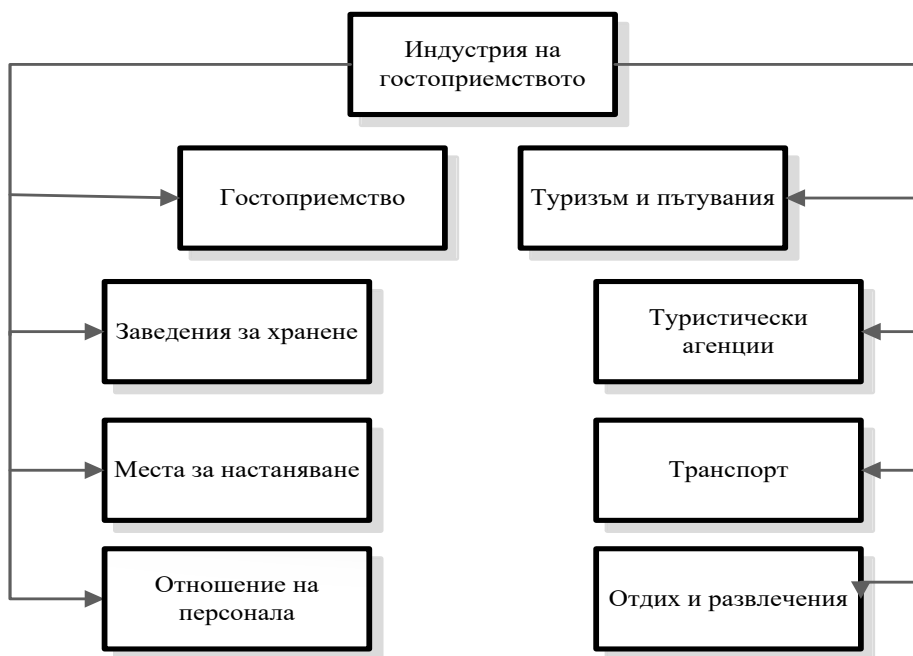 Индустрия на
гостоприемството
Гостоприемство
Туризъм и пътувания
Заведения за хранене
Туристически
агенции
Места за настаняване
Транспорт
Отношение на
персонала
Отдих и развлечения